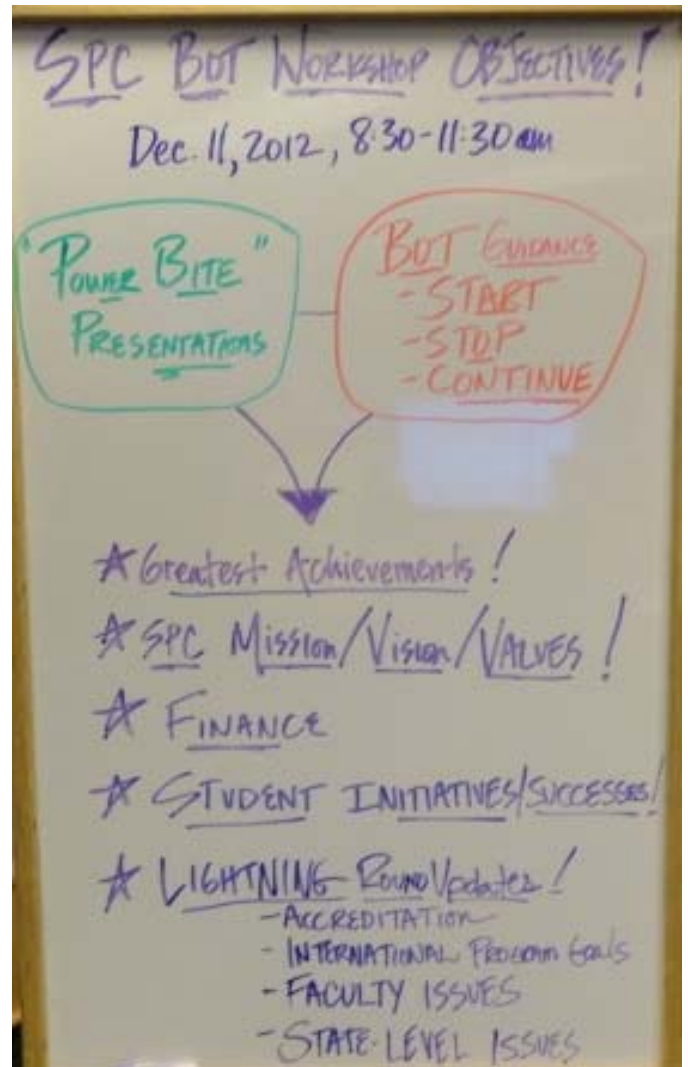 SPC BOT WORKSHOP OBJECTIVES!
Dec. 11, 2012, 8:30-11:30 am
"POWER BITE"
PRESENTATIONS
BOT GUIDANCE
- START
- STOP
- CONTINUE
☆ Greatest Achievements!
☆ SPC Mission/Vision/VALUES!
☆ FINANCE
☆ STUDENT INITIATIVES/SUCCESSES!
☆ LIGHTNING ROUND Updates!
- ACCREDITATION
- INTERNATIONAL PROGRAM Goals
- FACULTY ISSUES
- STATE-LEVEL ISSUES